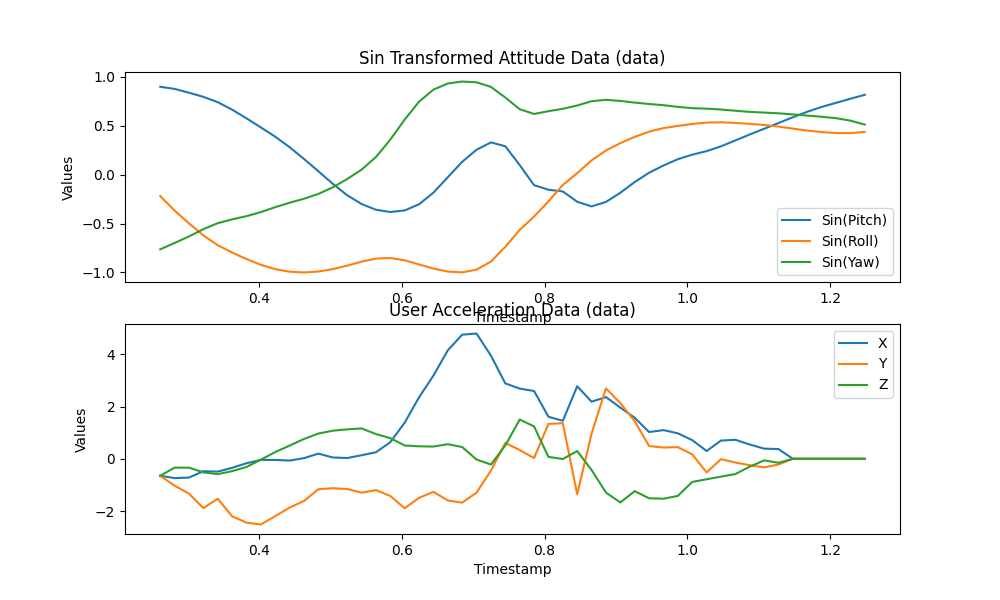 Sin Transformed Attitude Data (data)
1.0
0.5
0.0
−0.5
−1.0
Values
Sin(Pitch)
Sin(Roll)
Sin(Yaw)
0.4 0.6 0.8 1.0 1.2
Timestamp
User Acceleration Data (data)
4
2
0
−2
Values
X
Y
Z
0.4 0.6 0.8 1.0 1.2
Timestamp